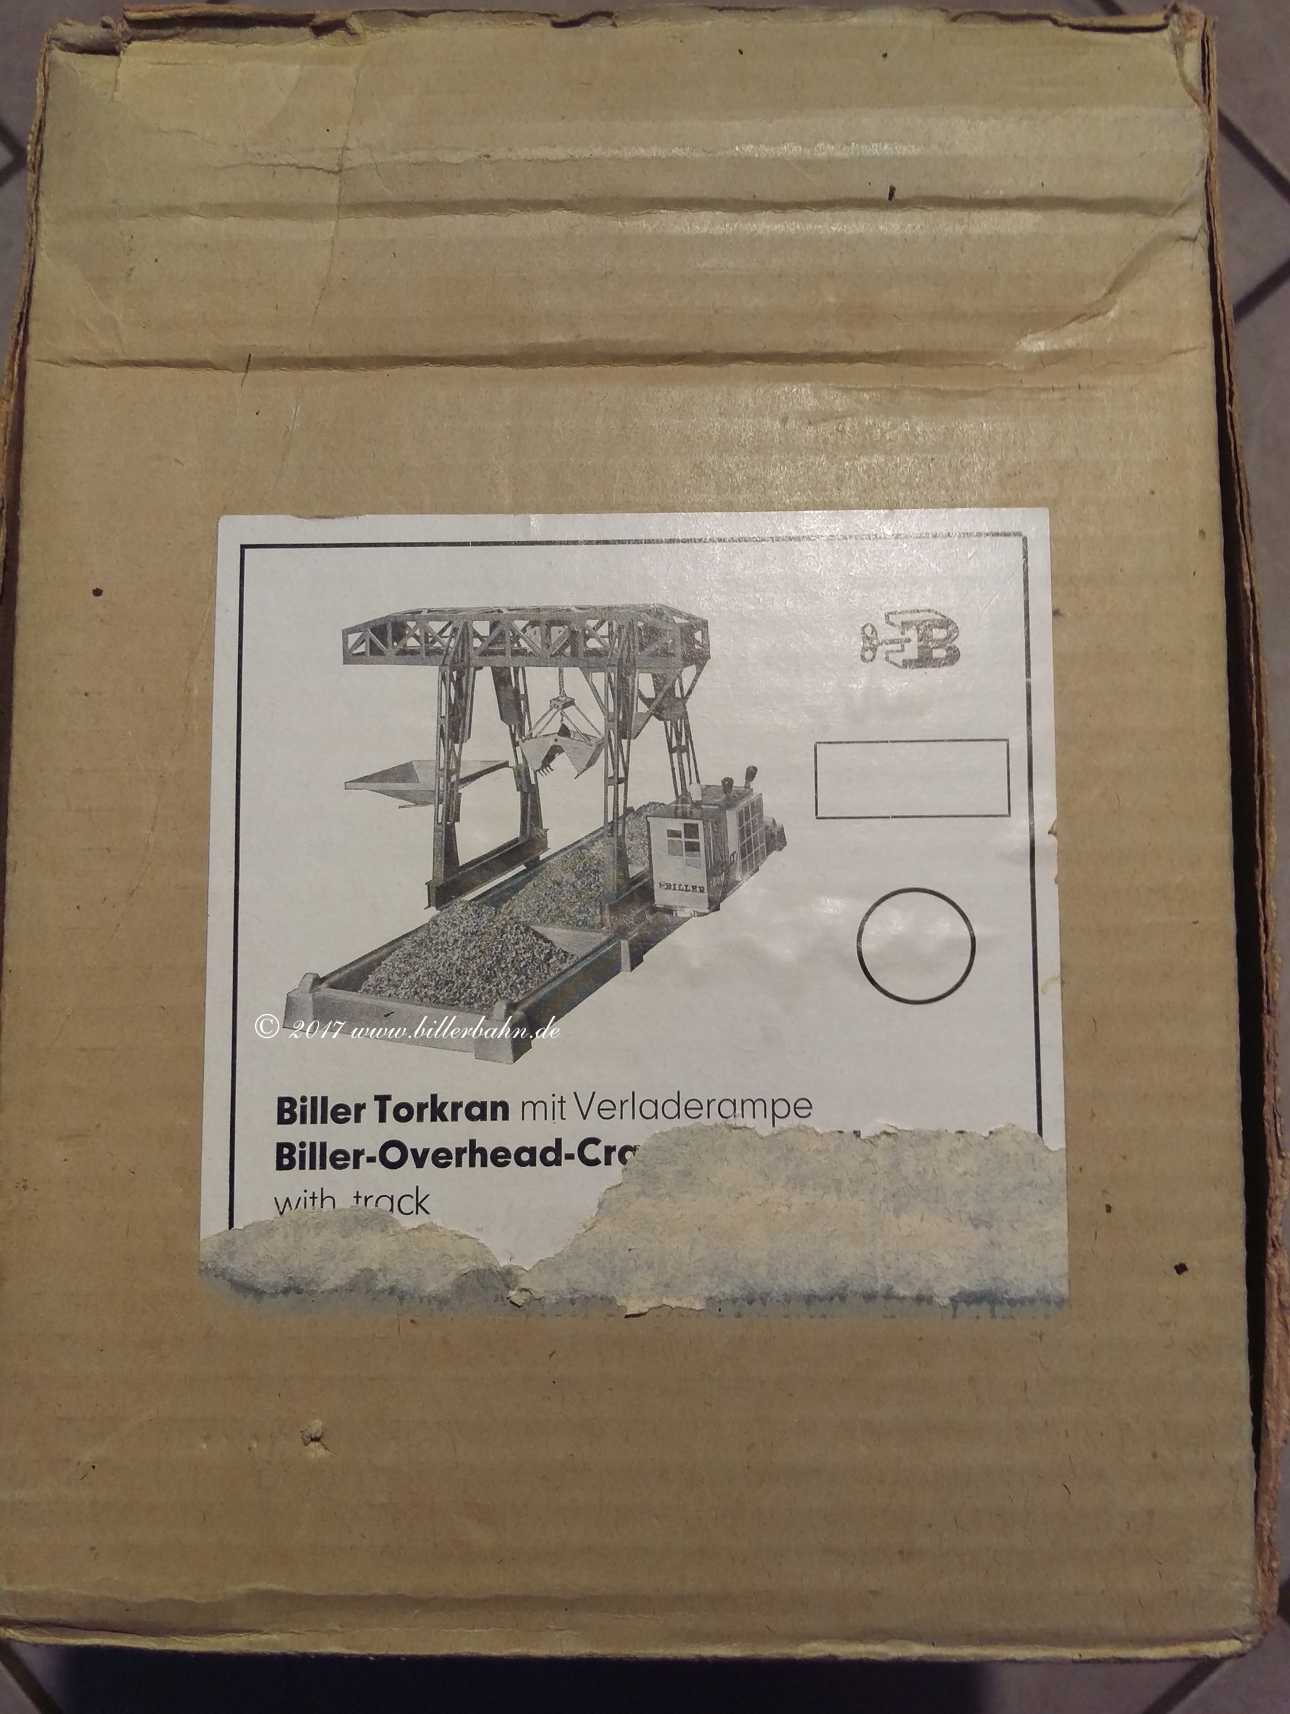 B
BILLER
© 2017 www.billerbahn.de
Biller Torkran mit Verladerampe
Biller-Overhead-Cra
with track